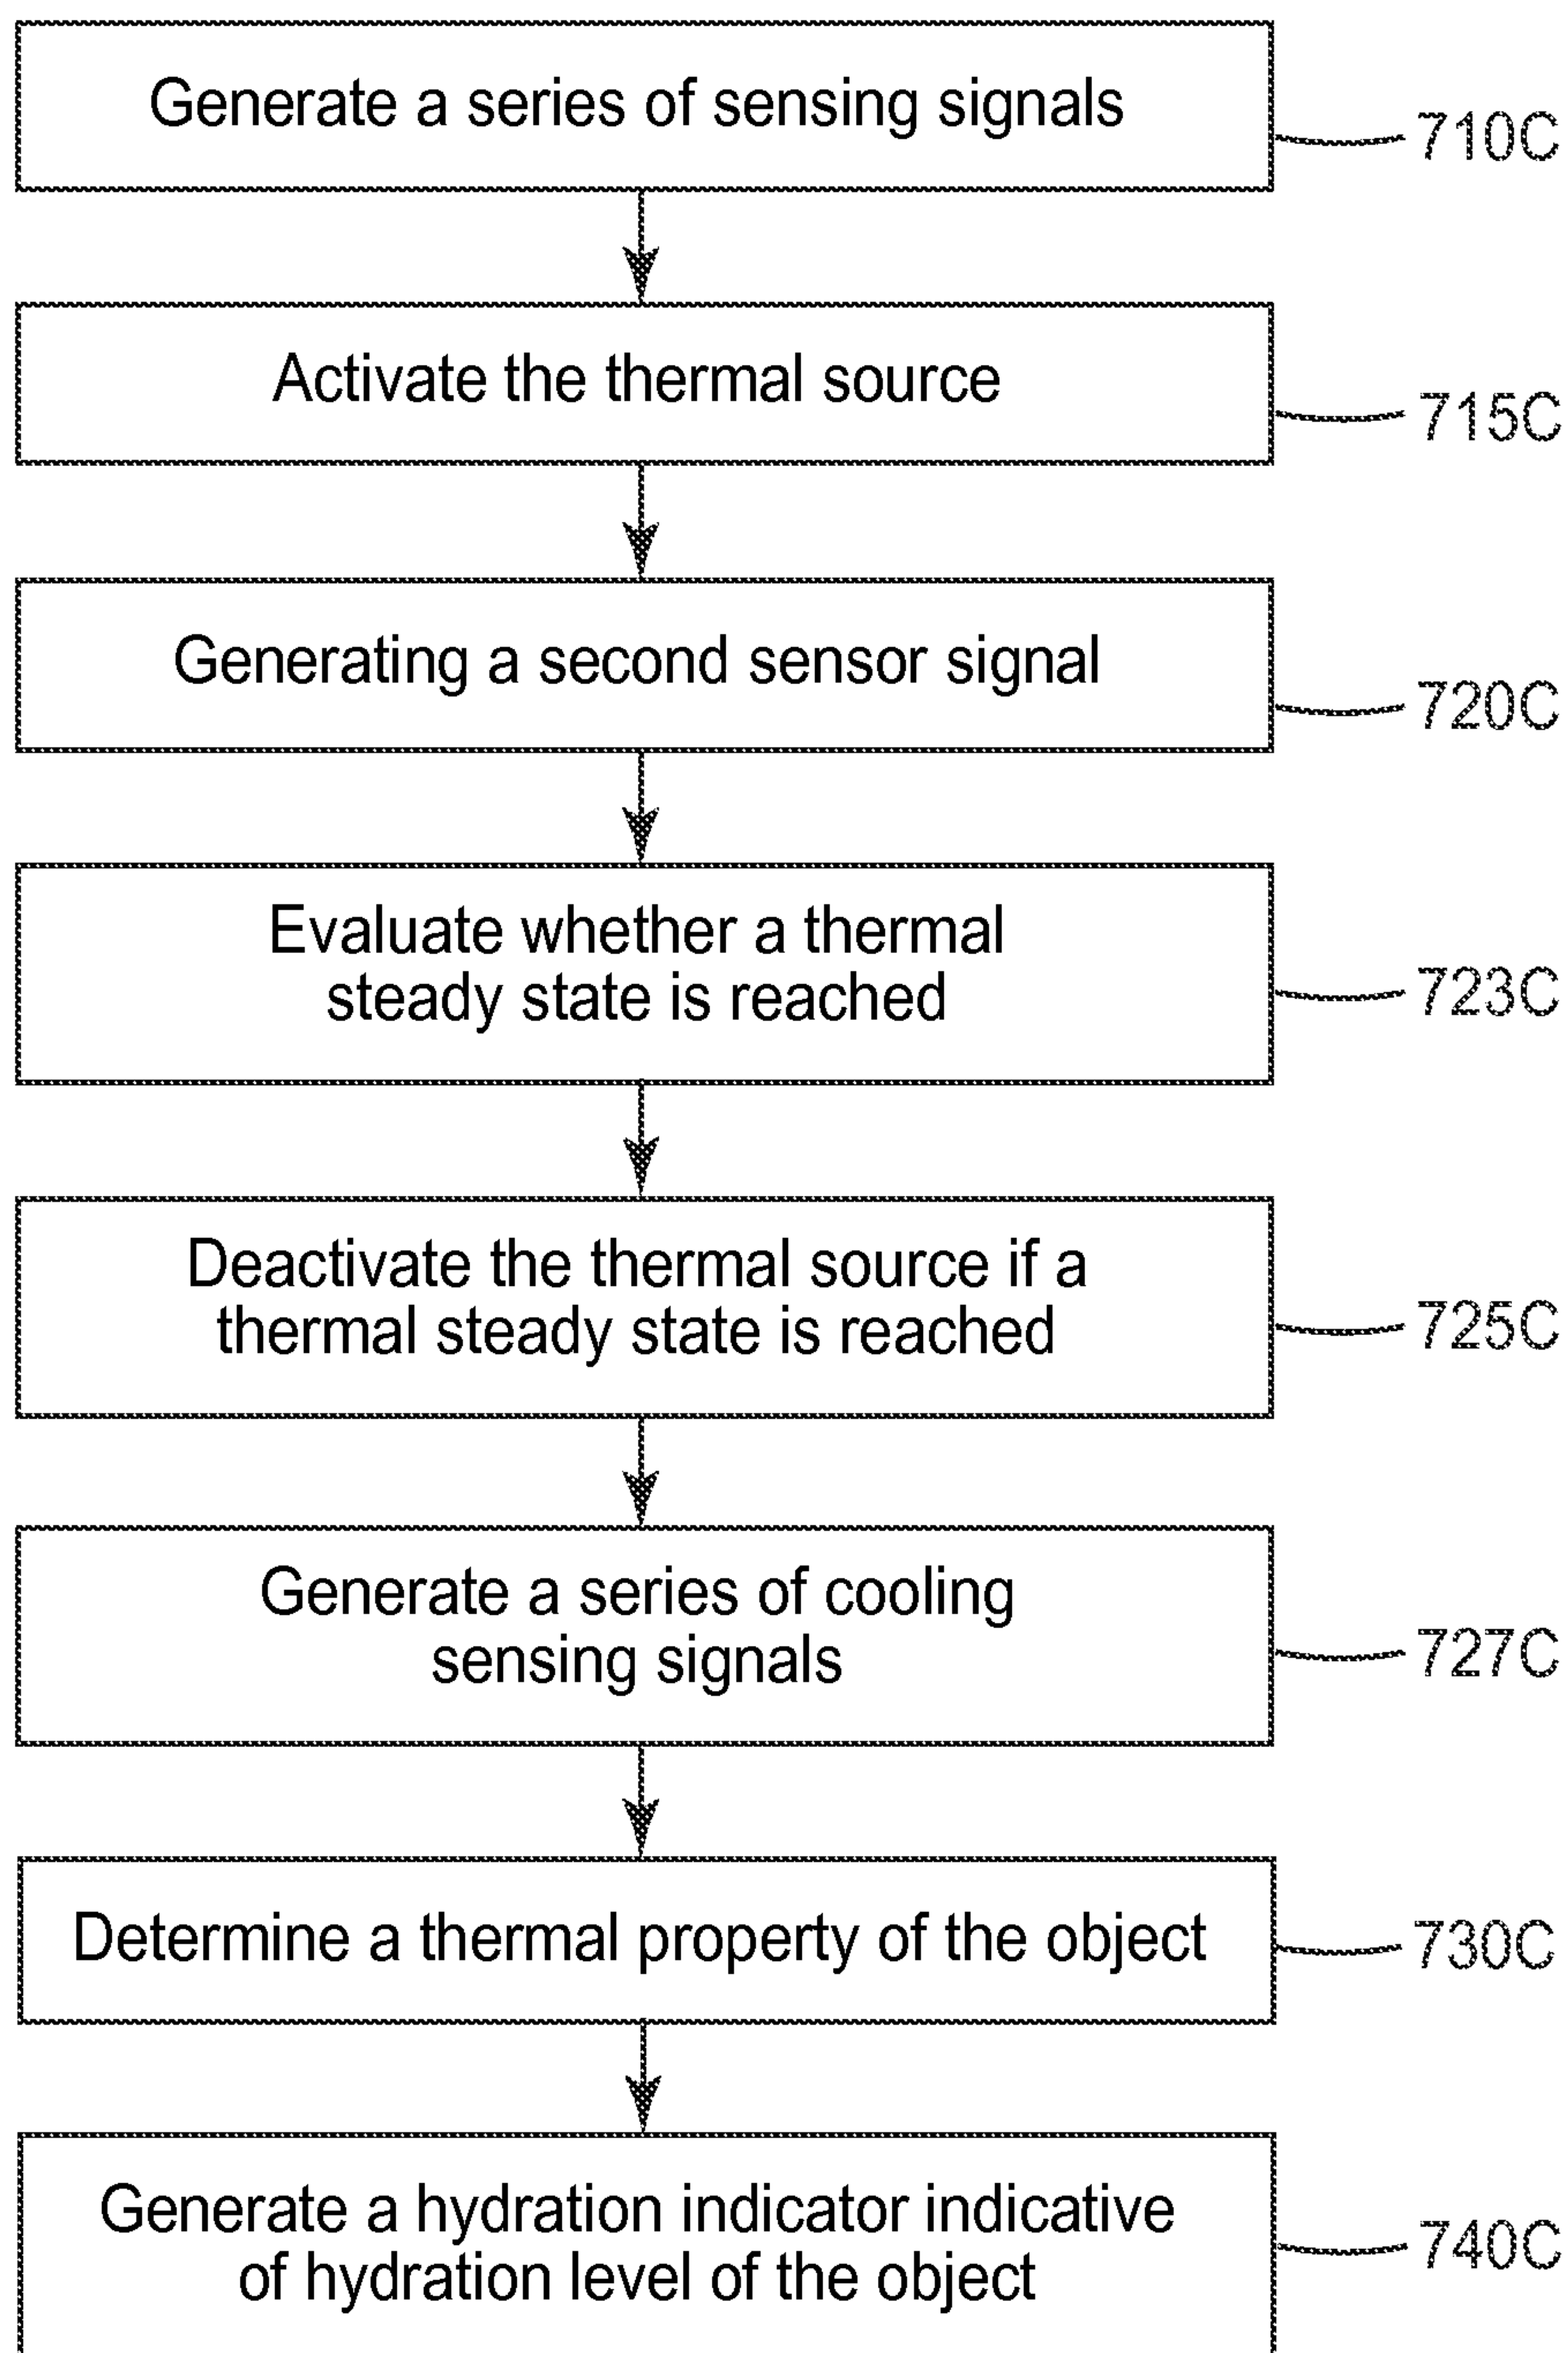 Generate a series of sensing signals
710C
Activate the thermal source
715C
Generating a second sensor signal
720C
Evaluate whether a thermal
steady state is reached
723C
Deactivate the thermal source if a
thermal steady state is reached
725C
Generate a series of cooling
sensing signals
727C
Determine a thermal property of the object
730C
Generate a hydration indicator indicative
of hydration level of the object
740C